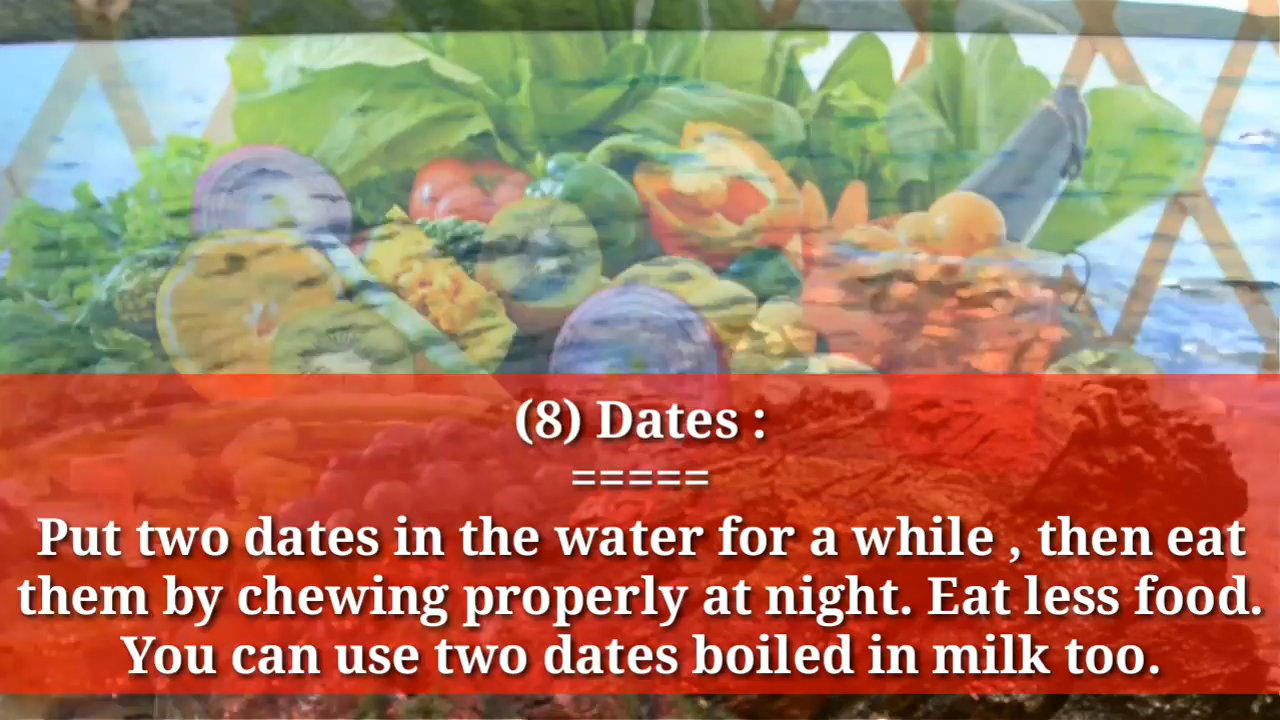 (8) Dates :
=====
Put two dates in the water for a while , then eat
them by chewing properly at night. Eat less food.
You can use two dates boiled in milk too.